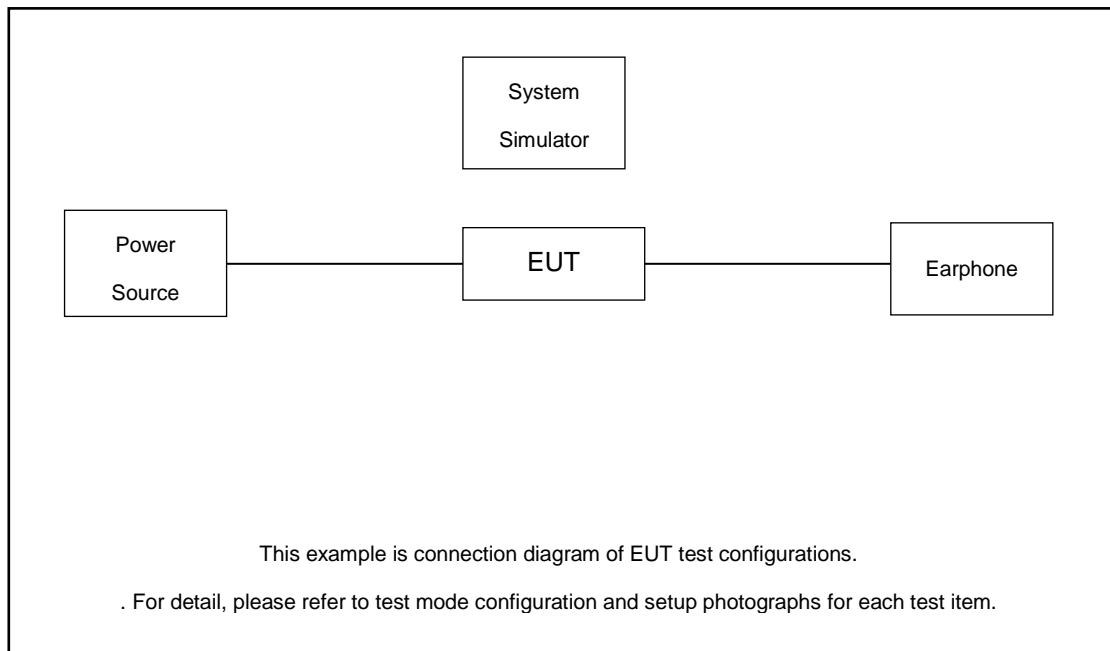 System
Simulator
Power
Source
EUT
Earphone
This example is connection diagram of EUT test configurations.
. For detail, please refer to test mode configuration and setup photographs for each test item.